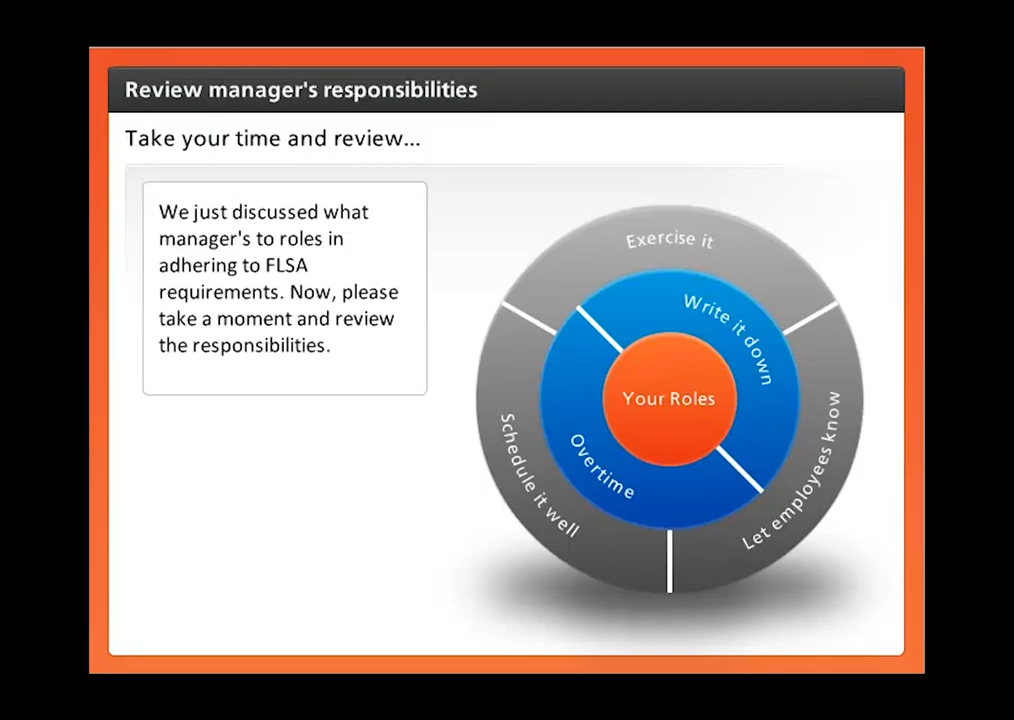 Review manager's responsibilities
Take your time and review...
We just discussed what
manager's to roles in
adhering to FLSA
requirements. Now, please
take a moment and review
the responsibilities.
Exercise it
Write it down
Your Roles
Overtime
Schedule it well
Let employees know